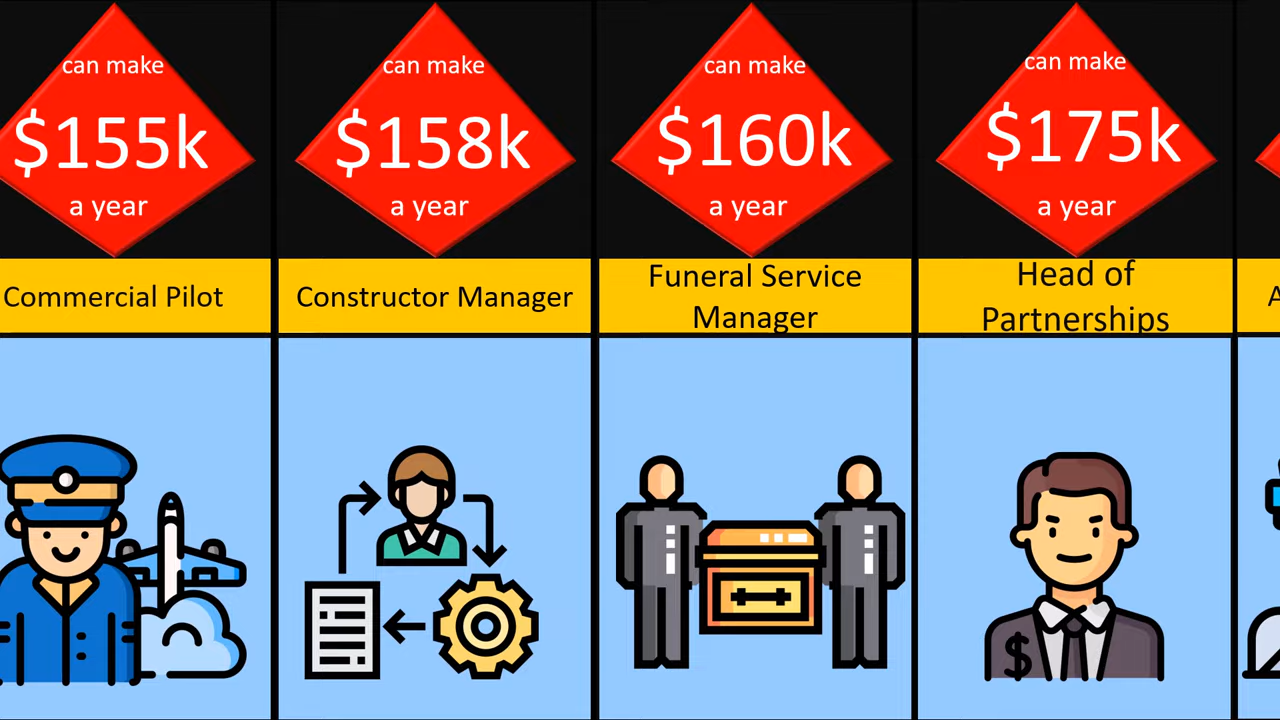 can make
$155k
a year
Commercial Pilot
can make
$158k
a year
Constructor Manager
can make
$160k
a year
Funeral Service
Manager
can make
$175k
a year
Head of
Partnerships
A
$